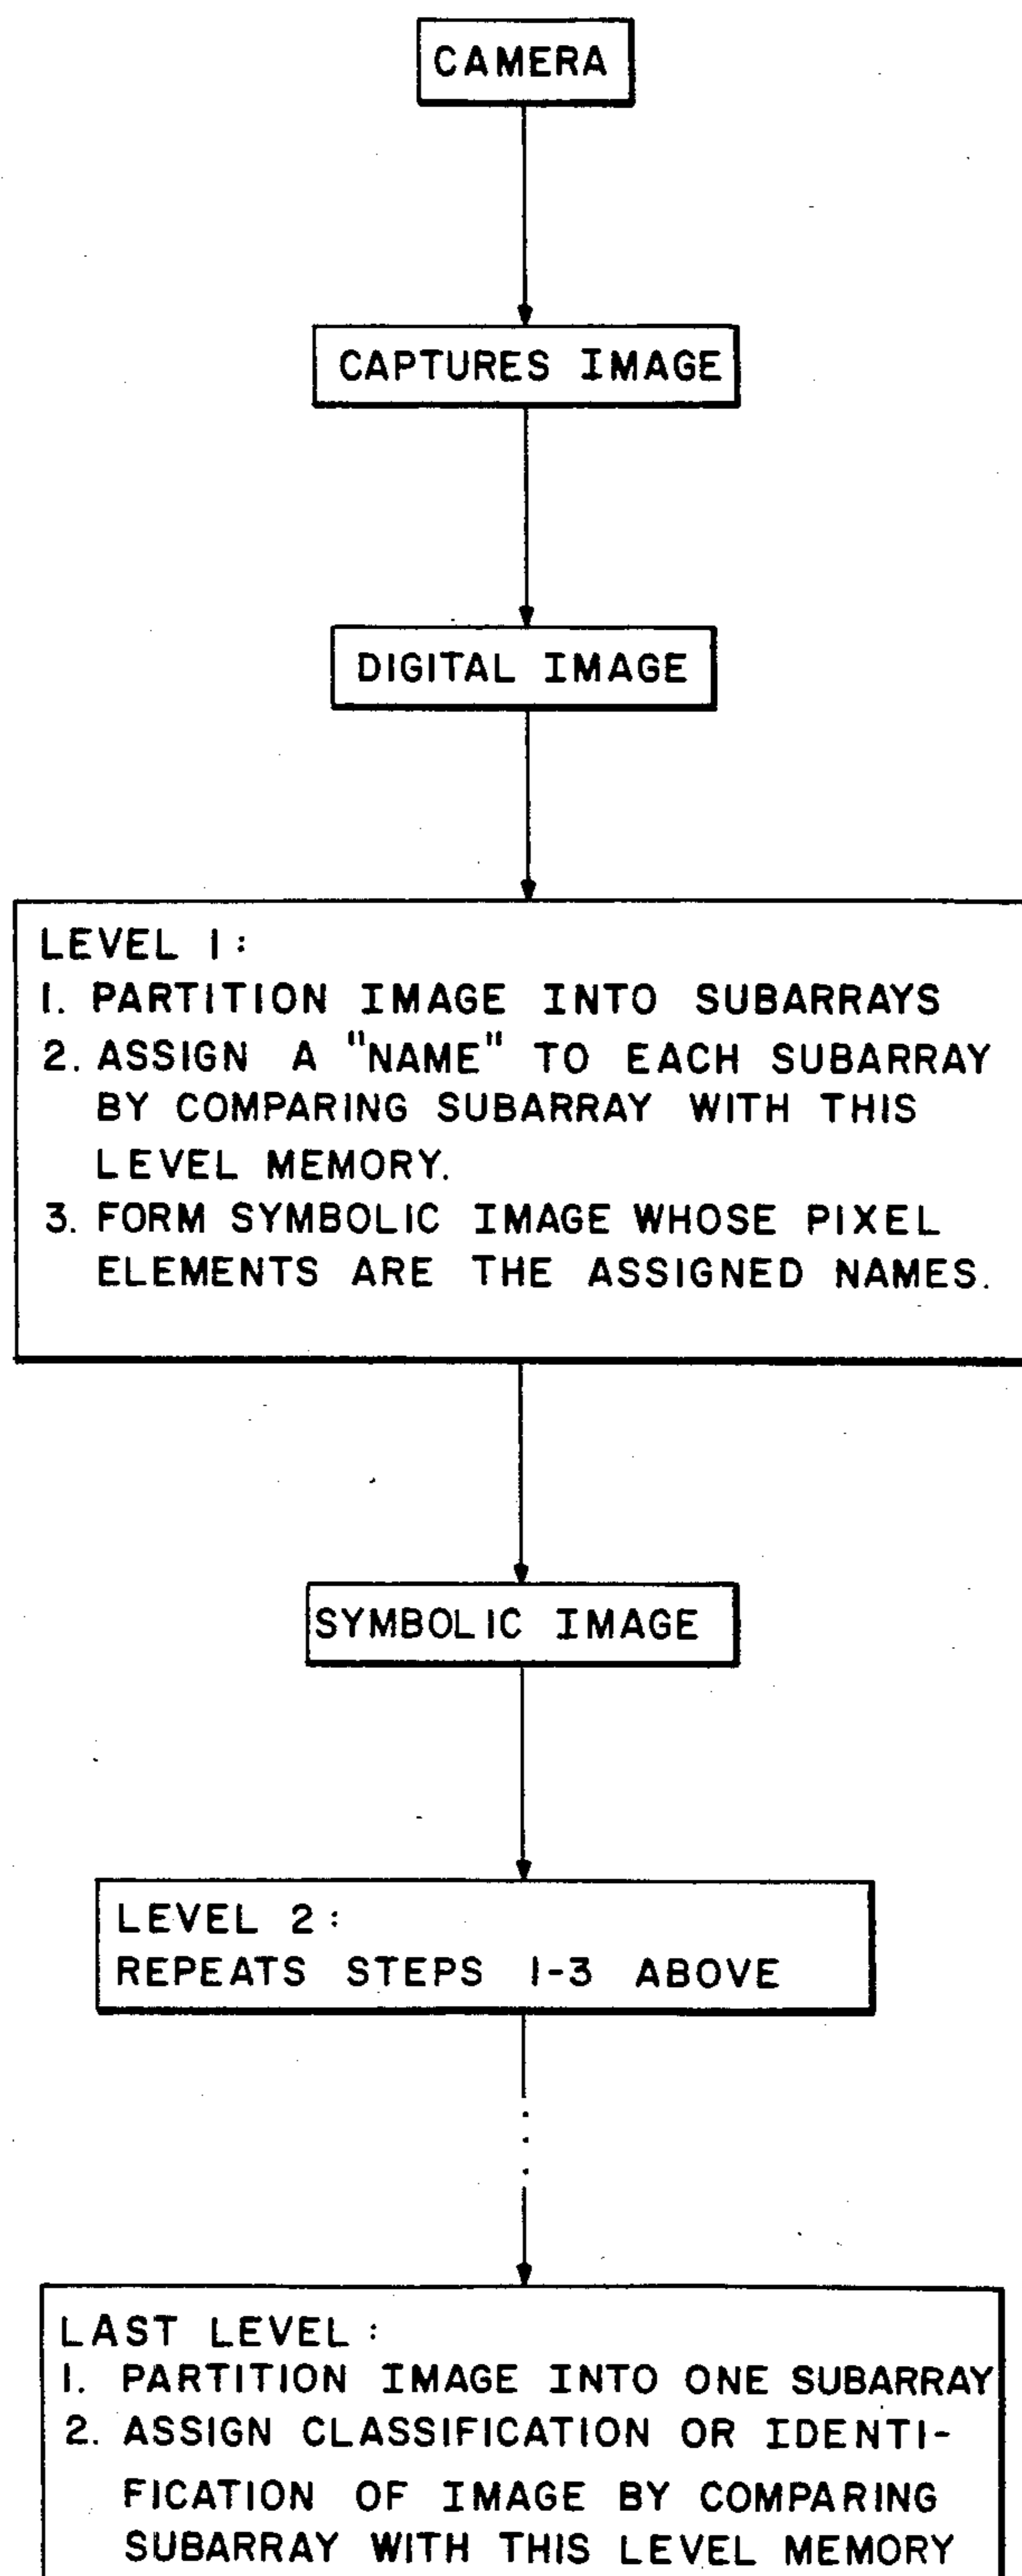 CAMERA
CAPTURES IMAGE
DIGITAL IMAGE
LEVEL 1:
1. PARTITION IMAGE INTO SUBARRAYS
2. ASSIGN A "NAME" TO EACH SUBARRAY
BY COMPARING SUBARRAY WITH THIS
LEVEL MEMORY.
3. FORM SYMBOLIC IMAGE WHOSE PIXEL
ELEMENTS ARE THE ASSIGNED NAMES.
SYMBOLIC IMAGE
LEVEL 2:
REPEATS STEPS 1-3 ABOVE
LAST LEVEL:
1. PARTITION IMAGE INTO ONE SUBARRAY
2. ASSIGN CLASSIFICATION OR IDENTI-
FICATION OF IMAGE BY COMPARING
SUBARRAY WITH THIS LEVEL MEMORY